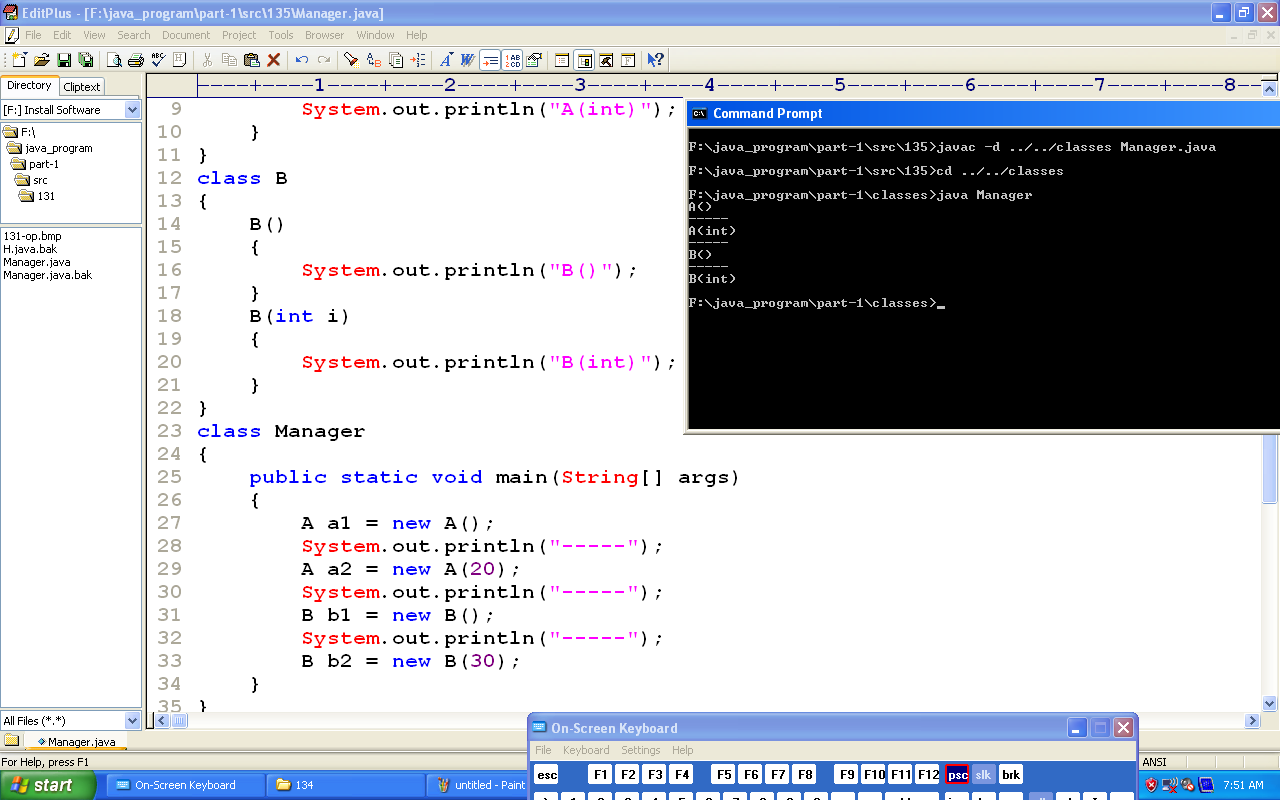 EditPlus - [F:\java_program\part-1\src\135\Manager.java]
File Edit View Search Document Project Tools Browser Window Help
Directory Cliptext
[F:] Install Software
F:\
java_program
part-1
src
131
131-op.bmp
H.java.bak
Manager.java
Manager.java.bak
All Files (*.*)
----+----1----+----2----+----3----+----4----+----5----+----6----+----7----+----8--
9 System.out.println("A(int)");
10 }
11 }
12 class B
13 {
14 B()
15 {
16 System.out.println("B()");
17 }
18 B(int i)
19 {
20 System.out.println("B(int)");
21 }
22 }
23 class Manager
24 {
25 public static void main(String[] args)
26 {
27 A a1 = new A();
28 System.out.println("-----");
29 A a2 = new A(20);
30 System.out.println("-----");
31 B b1 = new B();
32 System.out.println("-----");
33 B b2 = new B(30);
34 }
35 }
Command Prompt
F:\java_program\part-1\src\135>javac -d ../../classes Manager.java
F:\java_program\part-1\src\135>cd ../../classes
F:\java_program\part-1\classes>java Manager
A()
-----
A(int)
-----
B()
-----
B(int)
F:\java_program\part-1\classes>_
Manager.java
For Help, press F1
ANSI
On-Screen Keyboard
File Keyboard Settings Help
esc F1 F2 F3 F4 F5 F6 F7 F8 F9 F10 F11 F12 psc slk brk
start On-Screen Keyboard 134 untitled - Paint 7:51 AM